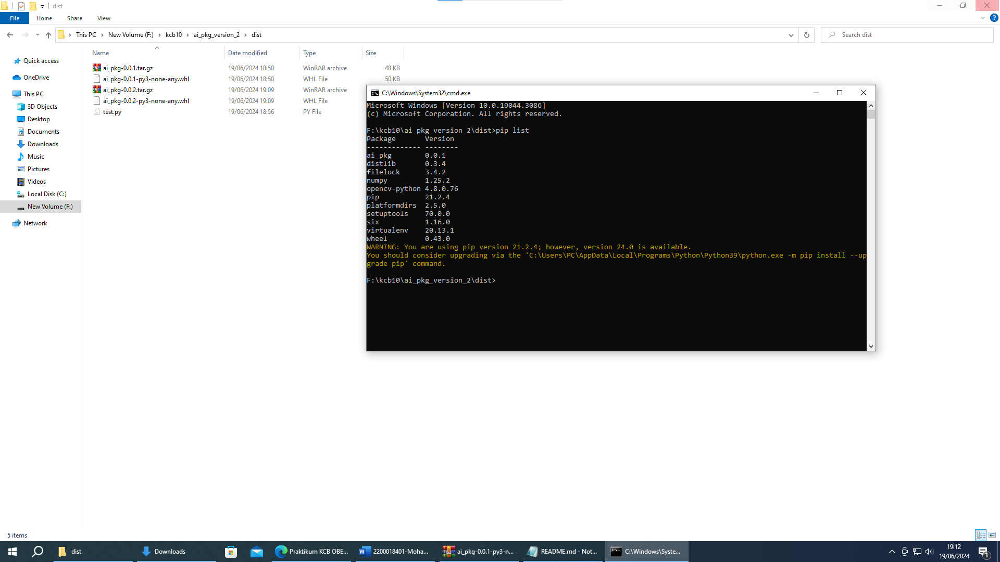 dist
File
Home
Share
View
This PC
New Volume (F:)
kcb10
ai_pkg_version_2
dist
Search dist
Name
Date modified
Type
Size
Quick access
OneDrive
This PC
3D Objects
Desktop
Documents
Downloads
Music
Pictures
Videos
Local Disk (C:)
New Volume (F:)
Network
ai_pkg-0.0.1.tar.gz 19/06/2024 18:50 WinRAR archive 48 KB
ai_pkg-0.0.1-py3-none-any.whl 19/06/2024 18:50 WHL File 50 KB
ai_pkg-0.0.2.tar.gz 19/06/2024 19:09 WinRAR archive
ai_pkg-0.0.2-py3-none-any.whl 19/06/2024 19:09 WHL File
test.py 19/06/2024 18:56 PY File
C:\Windows\System32\cmd.exe
Microsoft Windows [Version 10.0.19044.3086]
(c) Microsoft Corporation. All rights reserved.
F:\kcb10\ai_pkg_version_2\dist>pip list
Package       Version
------------- --------
ai_pkg        0.0.1
distlib       0.3.4
filelock      3.4.2
numpy         1.25.2
opencv-python 4.8.0.76
pip           21.2.4
platformdirs  2.5.0
setuptools    70.0.0
six           1.16.0
virtualenv    20.13.1
wheel         0.43.0
WARNING: You are using pip version 21.2.4; however, version 24.0 is available.
You should consider upgrading via the 'C:\Users\PC\AppData\Local\Programs\Python\Python39\python.exe -m pip install --up
grade pip' command.
F:\kcb10\ai_pkg_version_2\dist>
5 items
dist
Downloads
Praktikum KCB OBE...
2200018401-Moha...
ai_pkg-0.0.1-py3-n...
README.md - Not...
C:\Windows\Syste...
19:12
19/06/2024
1